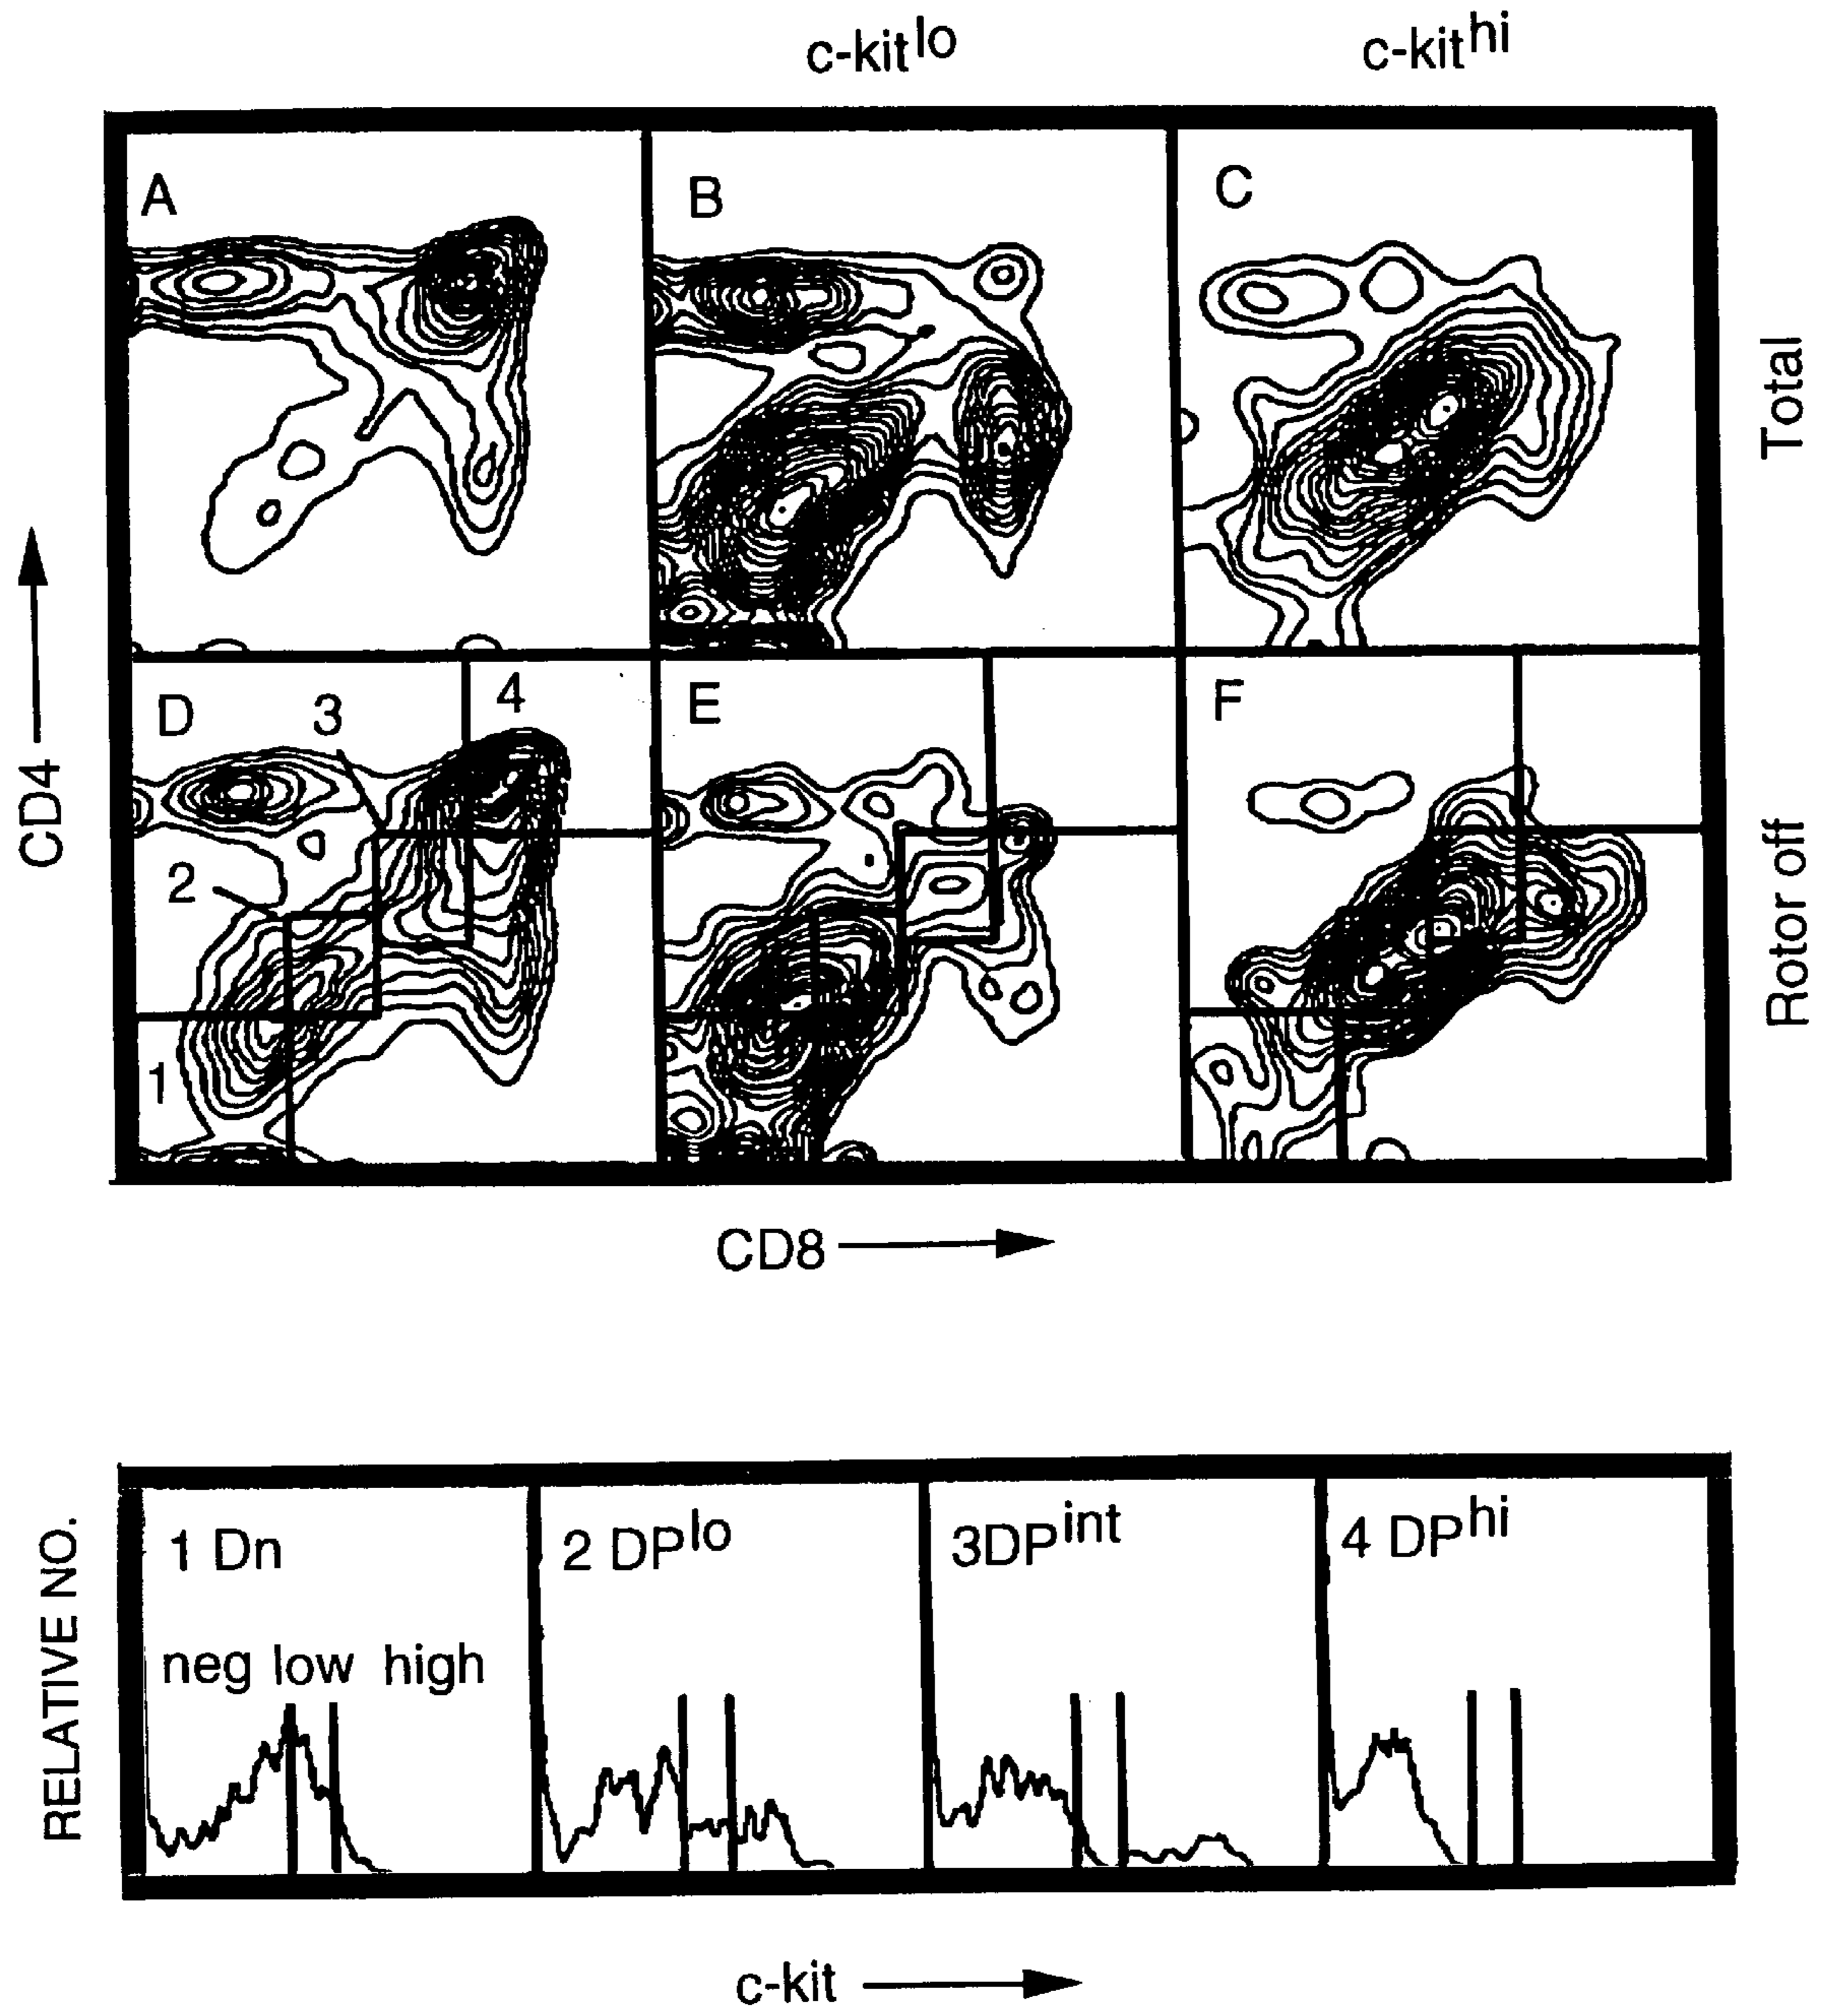 c-kitlo
c-kithi
A
B
C
Total
D
3
4
2
1
E
F
Rotor off
CD4
CD8
1 Dn
2 DPlo
3DPint
4 DPhi
neg low high
RELATIVE NO.
c-kit